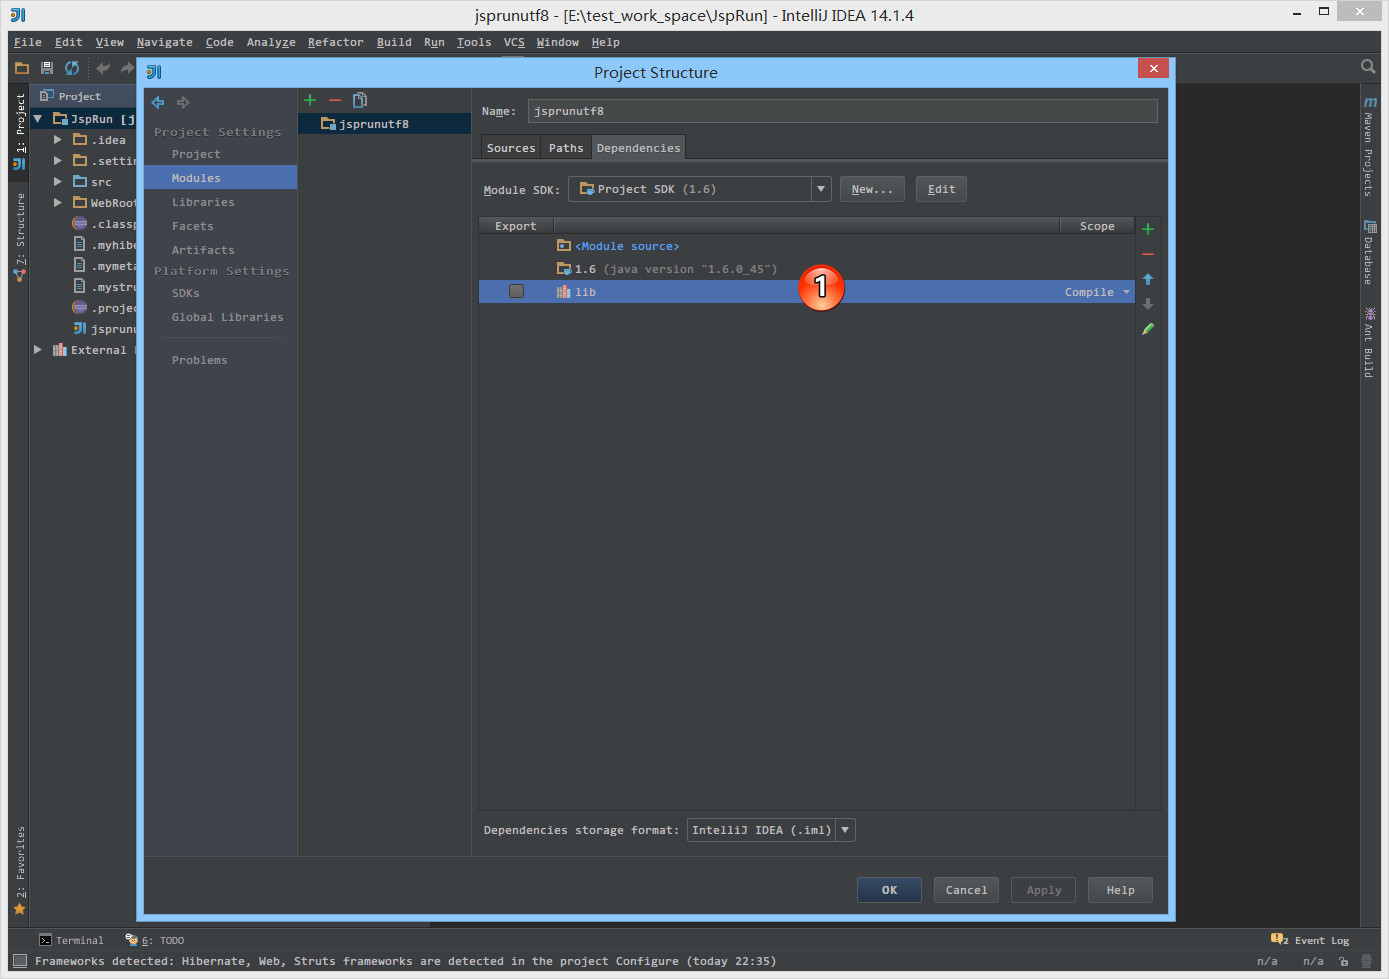 jsprunutf8 - [E:\test_work_space\JspRun] - IntelliJ IDEA 14.1.4
File Edit View Navigate Code Analyze Refactor Build Run Tools VCS Window Help
Project Structure
Project
1: Project
JspRun [j
.idea
.settin
src
WebRoot
.classp
.myhibe
.mymeta
.mystru
.projec
jsprunu
External
Z: Structure
2: Favorites
Project Settings
Project
Modules
Libraries
Facets
Artifacts
Platform Settings
SDKs
Global Libraries
Problems
jsprunutf8
Name: jsprunutf8
Sources Paths Dependencies
Module SDK: Project SDK (1.6) New... Edit
Export Scope
<Module source>
1.6 (java version "1.6.0_45")
lib Compile
1
Dependencies storage format: IntelliJ IDEA (.iml)
OK Cancel Apply Help
m
Maven Projects
Database
Ant Build
Terminal 6: TODO 2 Event Log
Frameworks detected: Hibernate, Web, Struts frameworks are detected in the project Configure (today 22:35) n/a n/a